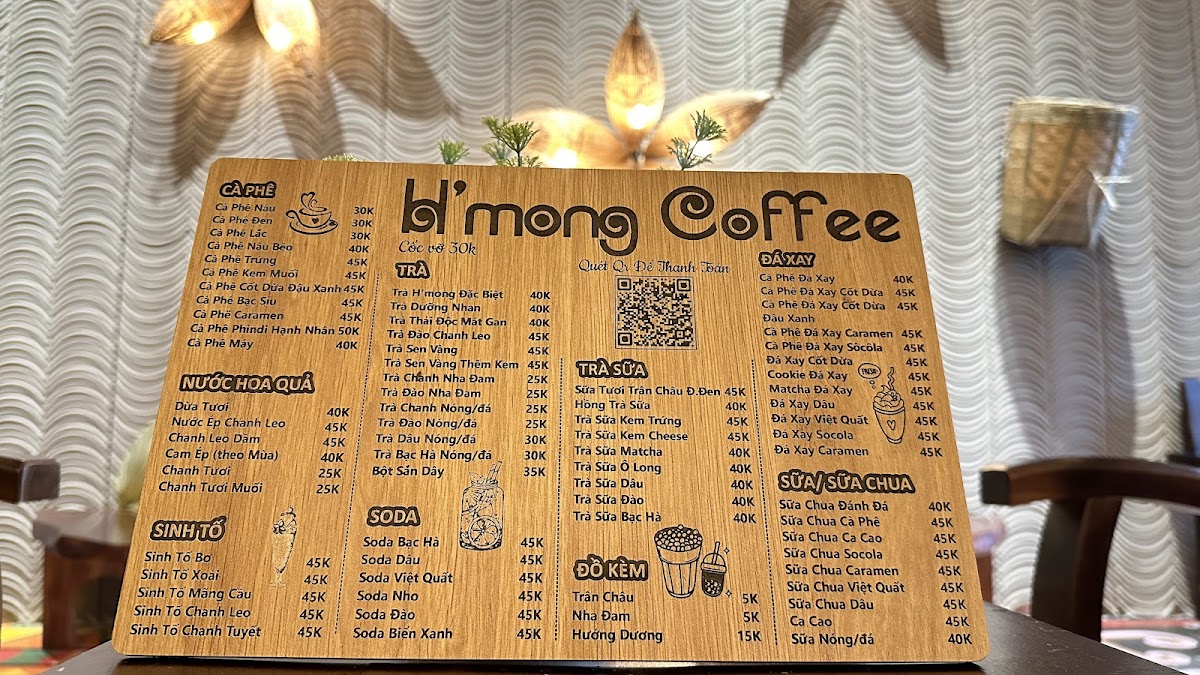 H'mong Coffee
Cốc vỡ 30k
Quét Qr Để Thanh Toán
CÀ PHÊ
Cà Phê Nâu 30K
Cà Phê Đen 30K
Cà Phê Lắc 30K
Cà Phê Nâu Béo 40K
Cà Phê Trứng 45K
Cà Phê Kem Muối 45K
Cà Phê Cốt Dừa Đậu Xanh 45K
Cà Phê Bạc Sỉu 45K
Cà Phê Caramen 45K
Cà Phê Phindi Hạnh Nhân 50K
Cà Phê Máy 40K
NƯỚC HOA QUẢ
Dừa Tươi 40K
Nước Ép Chanh Leo 45K
Chanh Leo Dầm 45K
Cam Ép (theo Mùa) 40K
Chanh Tươi 25K
Chanh Tươi Muối 25K
SINH TỐ
Sinh Tố Bơ 45K
Sinh Tố Xoài 45K
Sinh Tố Mãng Cầu 45K
Sinh Tố Chanh Leo 45K
Sinh Tố Chanh Tuyết 45K
TRÀ
Trà H'mong Đặc Biệt 40K
Trà Dưỡng Nhan 40K
Trà Thải Độc Mát Gan 40K
Trà Đào Chanh Leo 45K
Trà Sen Vàng 45K
Trà Sen Vàng Thêm Kem 45K
Trà Chanh Nha Đam 25K
Trà Đào Nha Đam 25K
Trà Chanh Nóng/đá 25K
Trà Đào Nóng/đá 25K
Trà Dâu Nóng/đá 30K
Trà Bạc Hà Nóng/đá 30K
Bột Sắn Dây 35K
SODA
Soda Bạc Hà 45K
Soda Dâu 45K
Soda Việt Quất 45K
Soda Nho 45K
Soda Đào 45K
Soda Biển Xanh 45K
TRÀ SỮA
Sữa Tươi Trân Châu Đ.Đen 45K
Hồng Trà Sữa 40K
Trà Sữa Kem Trứng 45K
Trà Sữa Kem Cheese 45K
Trà Sữa Matcha 40K
Trà Sữa Ô Long 40K
Trà Sữa Dâu 40K
Trà Sữa Đào 40K
Trà Sữa Bạc Hà 40K
ĐỒ KÈM
Trân Châu 5K
Nha Đam 5K
Hướng Dương 15K
ĐÁ XAY
Cà Phê Đá Xay 40K
Cà Phê Đá Xay Cốt Dừa 45K
Cà Phê Đá Xay Cốt Dừa 45K
Đâu Xanh
Cà Phê Đá Xay Caramen 45K
Cà Phê Đá Xay Sôcôla 45K
Đá Xay Cốt Dừa 45K
Cookie Đá Xay 45K
Matcha Đá Xay 45K
Đá Xay Dâu 45K
Đá Xay Việt Quất 45K
Đá Xay Socola 45K
Đá Xay Caramen 45K
FRESH
SỮA/ SỮA CHUA
Sữa Chua Đánh Đá 40K
Sữa Chua Cà Phê 45K
Sữa Chua Ca Cao 45K
Sữa Chua Socola 45K
Sữa Chua Caramen 45K
Sữa Chua Việt Quất 45K
Sữa Chua Dâu 45K
Ca Cao 45K
Sữa Nóng/đá 40K